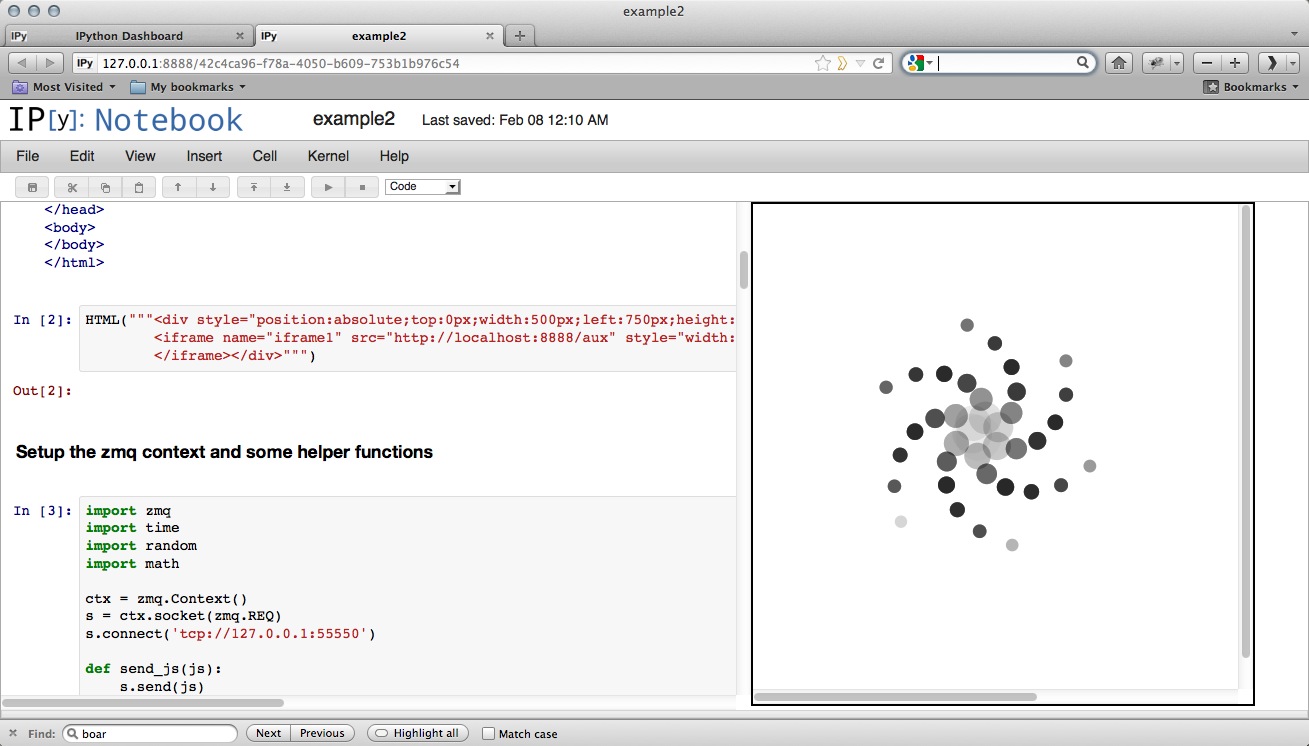 example2
IPy IPython Dashboard
IPy example2
IPy 127.0.0.1:8888/42c4ca96-f78a-4050-b609-753b1b976c54
Most Visited My bookmarks Bookmarks
IP[y]: Notebook example2 Last saved: Feb 08 12:10 AM
File Edit View Insert Cell Kernel Help
Code
</head>
<body>
</body>
</html>
In [2]: HTML("""<div style="position:absolute;top:0px;width:500px;left:750px;height:
<iframe name="iframe1" src="http://localhost:8888/aux" style="width:
</iframe></div>""")
Out[2]:
Setup the zmq context and some helper functions
In [3]: import zmq
import time
import random
import math
ctx = zmq.Context()
s = ctx.socket(zmq.REQ)
s.connect('tcp://127.0.0.1:55550')
def send_js(js):
s.send(js)
Find: boar Next Previous Highlight all Match case